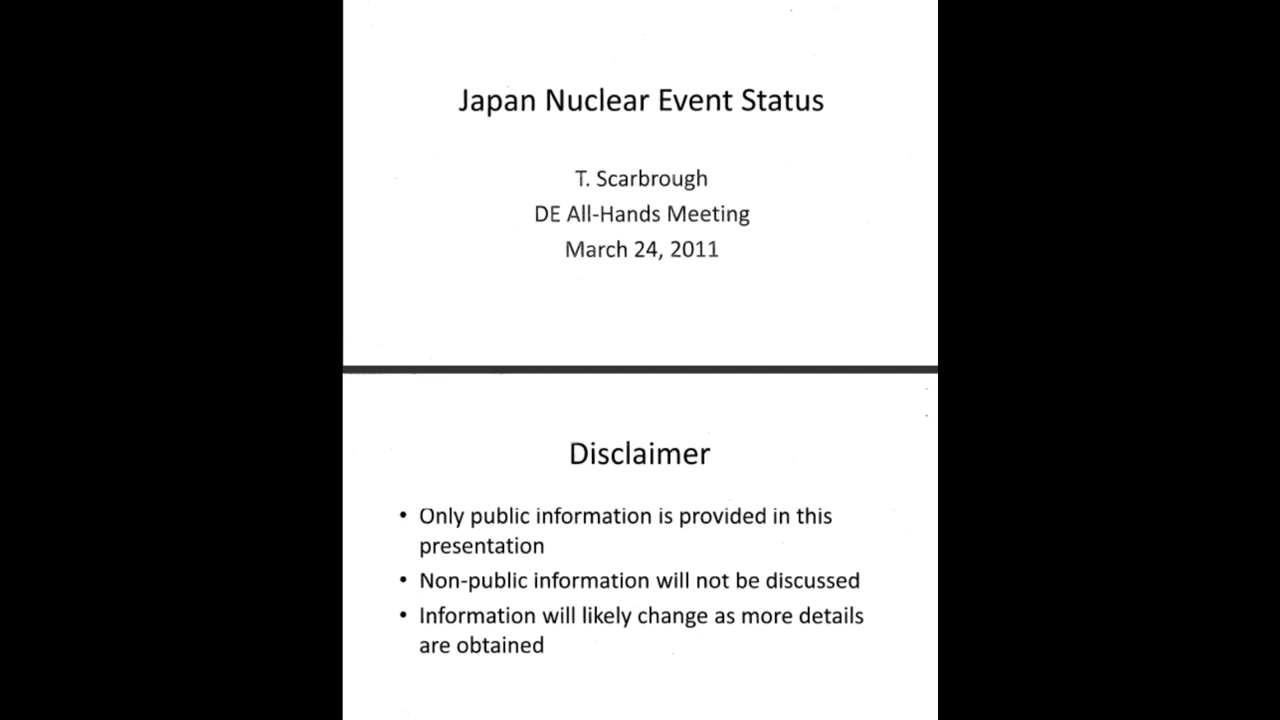 Japan Nuclear Event Status
T. Scarbrough
DE All-Hands Meeting
March 24, 2011
Disclaimer
• Only public information is provided in this
presentation
• Non-public information will not be discussed
• Information will likely change as more details
are obtained